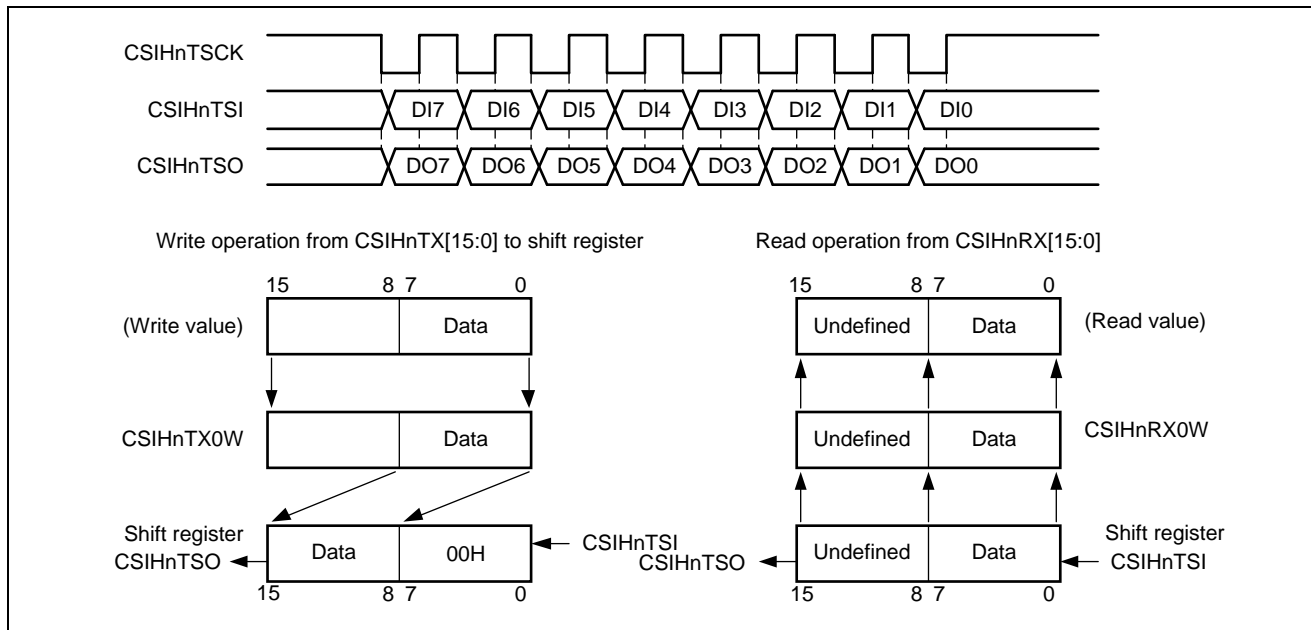 CSIHnTSCK
CSIHnTSI DI7 DI6 DI5 DI4 DI3 DI2 DI1 DI0
CSIHnTSO DO7 DO6 DO5 DO4 DO3 DO2 DO1 DO0
Write operation from CSIHnTX[15:0] to shift register
15 8 7 0
(Write value) Data
CSIHnTX0W Data
Shift register
CSIHnTSO Data 00H CSIHnTSI
15 8 7 0
Read operation from CSIHnRX[15:0]
15 8 7 0
Undefined Data (Read value)
Undefined Data CSIHnRX0W
Shift register
CSIHnTSO Undefined Data CSIHnTSI
15 8 7 0